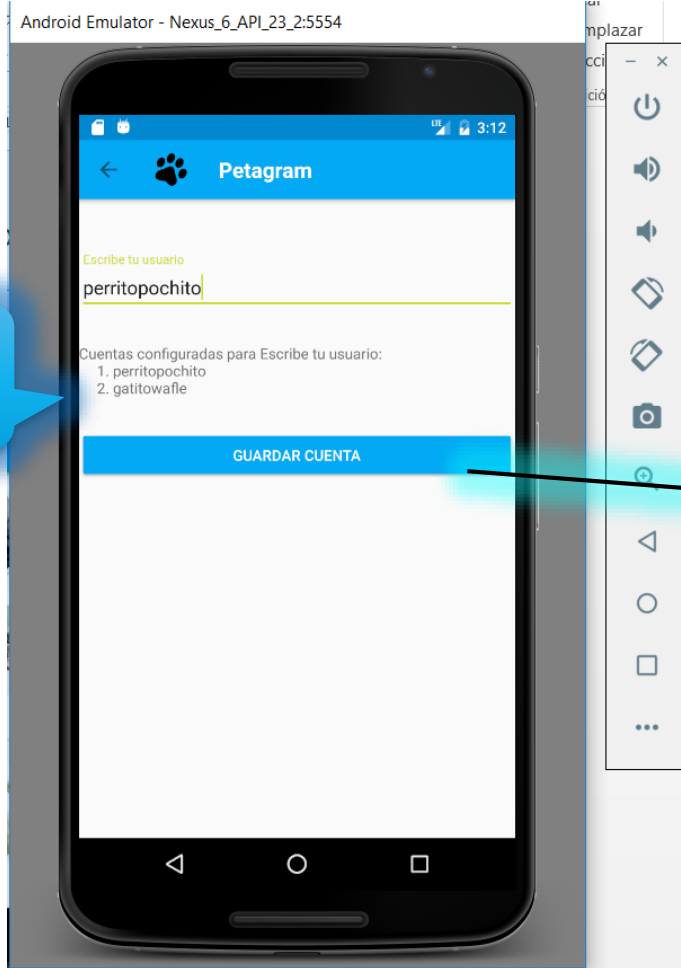 Android Emulator - Nexus_6_API_23_2:5554
mplazar
LTE 3:12
Petagram
Escribe tu usuario
perritopochito
Cuentas configuradas para Escribe tu usuario:
1. perritopochito
2. gatitowafle
GUARDAR CUENTA